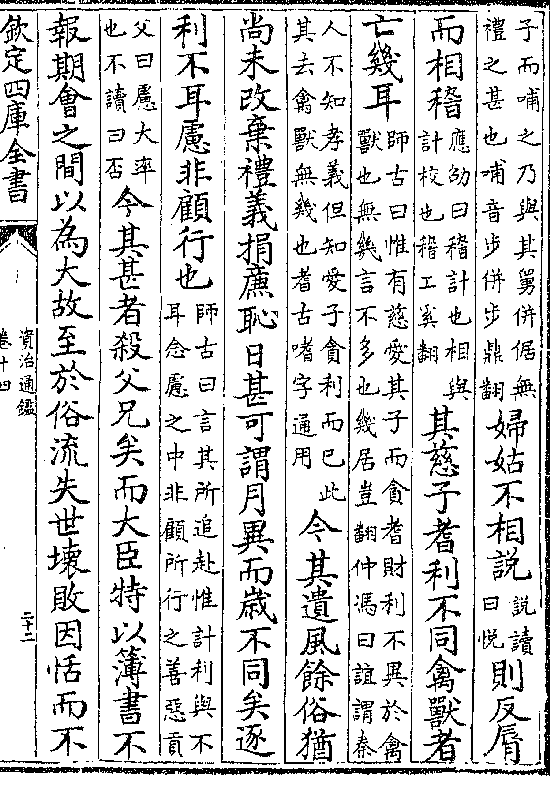 子而哺之乃與其舅併倨無
禮之甚也哺音步併步鼎翻
婦姑不相說
說讀
曰悅
則反脣
而相稽
應劭曰稽計也相與
計校也稽工奚翻
其慈子耆利不同禽獸者
亡幾耳
師古曰惟有慈愛其子而貪耆財利不異於禽
獸也無幾言不多也幾居豈翻仲馮曰誼謂秦
人不知孝義但知愛子貪利而已此
其去禽獸無幾也耆古嗜字通用
今其遺風餘俗猶
尚未改棄禮義捐廉恥日甚可謂月異而歲不同矣逐
利不耳慮非顧行也
師古曰言其所追赴惟計利與不
耳念慮之中非顧所行之善惡貢
父曰慮大率
也不讀曰否
今其甚者殺父兄矣而大臣特以簿書不
報期會之間以為大故至於俗流失世壞敗因恬而不
欽定四庫全書
資治通鑑
卷十四
二十二